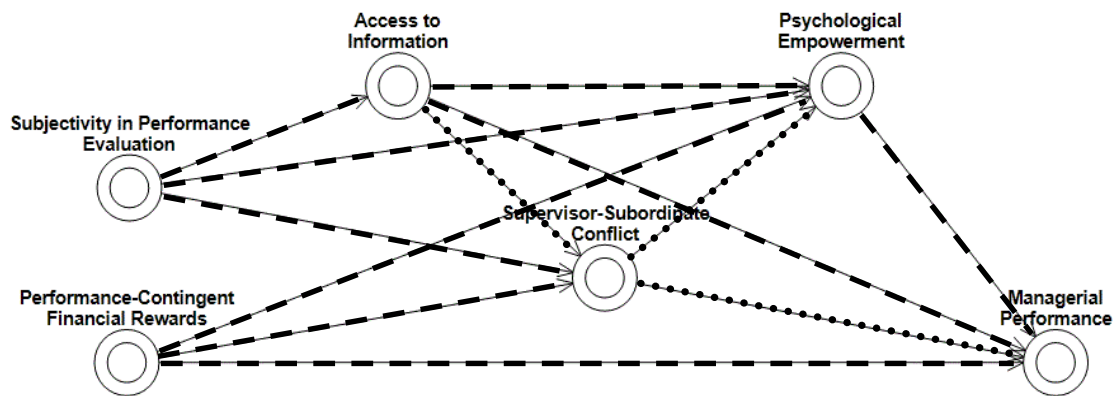 Access to
Information
Psychological
Empowerment
Subjectivity in Performance
Evaluation
Supervisor-Subordinate
Conflict
Performance-Contingent
Financial Rewards
Managerial
Performance